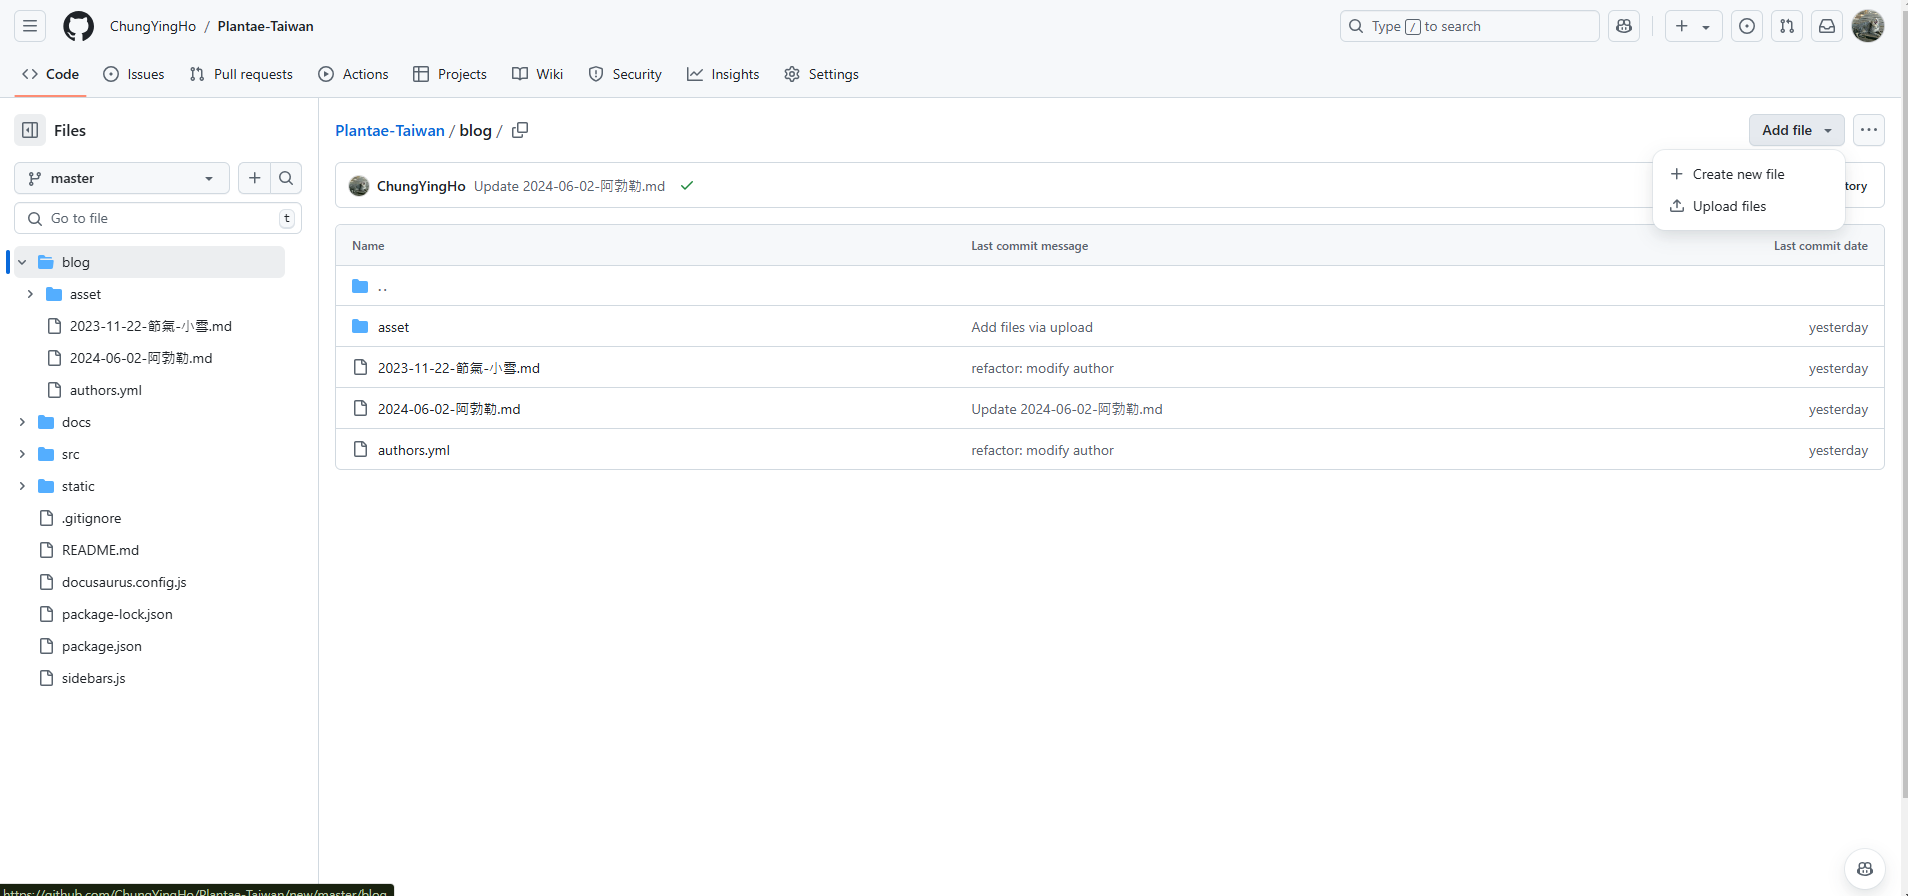 ChungYingHo / Plantae-Taiwan
Type / to search
Code
Issues
Pull requests
Actions
Projects
Wiki
Security
Insights
Settings
Files
master
Go to file
t
blog
asset
2023-11-22-節氣-小雪.md
2024-06-02-阿勃勒.md
authors.yml
docs
src
static
.gitignore
README.md
docusaurus.config.js
package-lock.json
package.json
sidebars.js
Plantae-Taiwan / blog /
Add file
Create new file
Upload files
ChungYingHo Update 2024-06-02-阿勃勒.md
tory
Name Last commit message Last commit date
..
asset Add files via upload yesterday
2023-11-22-節氣-小雪.md refactor: modify author yesterday
2024-06-02-阿勃勒.md Update 2024-06-02-阿勃勒.md yesterday
authors.yml refactor: modify author yesterday
https://github.com/ChungYingHo/Plantae-Taiwan/new/master/blog